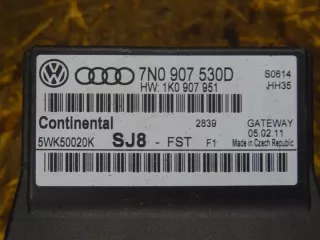 7N0 907 530D
S0614
HW: 1K0 907 951
HH35
Continental
2839
GATEWAY
05.02.11
5WK50020K
SJ8 - FST
F1
Made in Czech Republic